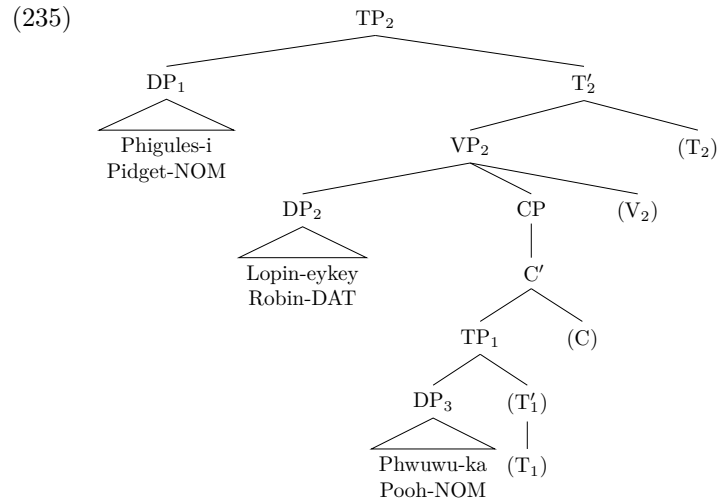 (235)
TP₂
DP₁ T′₂
Phigules-i
Pidget-NOM
VP₂ (T₂)
DP₂ CP (V₂)
Lopin-eykey
Robin-DAT
C′
TP₁ (C)
DP₃ (T′₁)
Phwuwu-ka (T₁)
Pooh-NOM